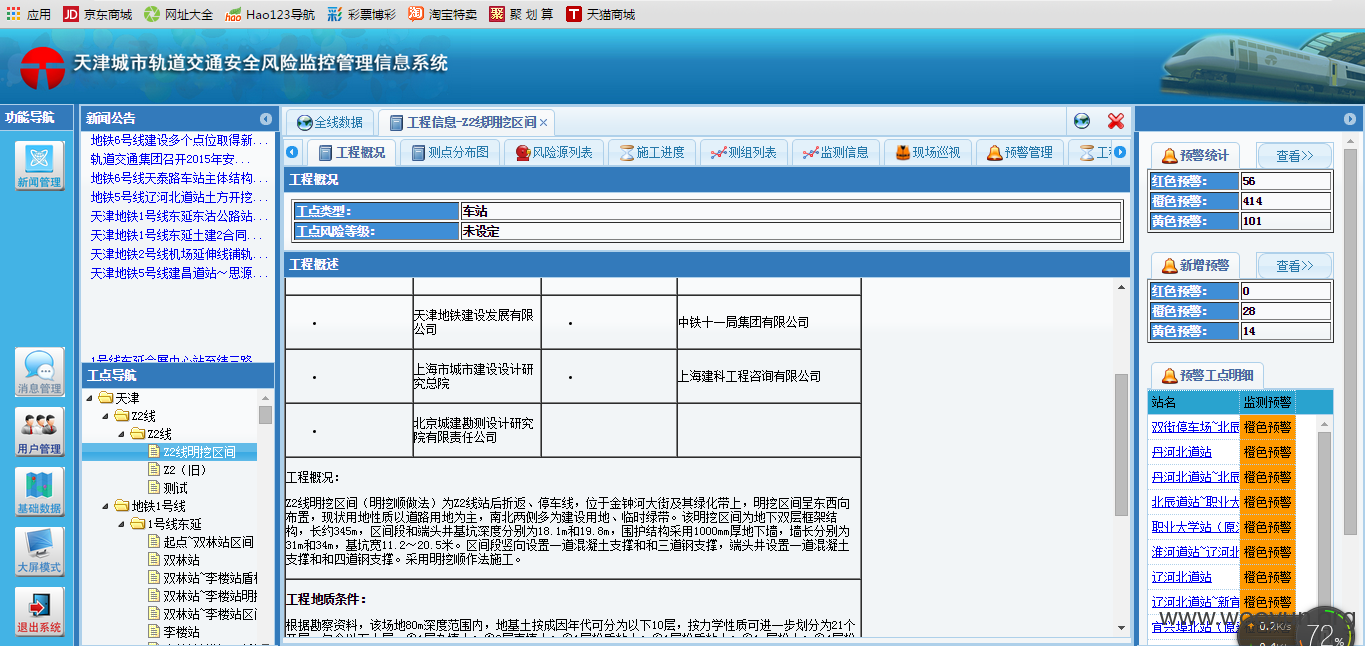 应用 京东商城 网址大全 Hao123导航 彩票博彩 淘宝特卖 聚划算 天猫商城
天津城市轨道交通安全风险监控管理信息系统
功能导航
新闻管理
消息管理
用户管理
基础数据
大屏模式
退出系统
新闻公告
地铁6号线建设多个点位取得新...
轨道交通集团召开2015年安...
地铁6号线天泰路车站主体结构...
地铁5号线辽河北道站土方开挖...
天津地铁1号线东延东沽公路站...
天津地铁1号线东延土建2合同...
天津地铁2号线机场延伸线铺轨...
天津地铁5号线建昌道站～思源...
工点导航
天津
Z2线
Z2线
Z2线明挖区间
Z2（旧）
测试
地铁1号线
1号线东延
起点~双林站区间
双林站
双林站~李楼站盾
双林站~李楼站明
双林站~李楼站区
李楼站
全线数据 工程信息-Z2线明挖区间×
工程概况 测点分布图 风险源列表 施工进度 测组列表 监测信息 现场巡视 预警管理 工
工程概况
工点类型： 车站
工点风险等级： 未设定
工程概述
• 天津地铁建设发展有限公司 • 中铁十一局集团有限公司
• 上海市城市建设设计研究总院 • 上海建科工程咨询有限公司
• 北京城建勘测设计研究院有限责任公司
工程概况：
Z2线明挖区间（明挖顺做法）为Z2线站后折返、停车线，位于金钟河大街及其绿化带上，明挖区间呈东西向
布置，现状用地性质以道路用地为主，南北两侧多为建设用地、临时绿带。该明挖区间为地下双层框架结
构，长约345m，区间段和端头井基坑深度分别为18.1m和19.8m，围护结构采用1000mm厚地下墙，墙长分别为
31m和34m，基坑宽11.2～20.5米。区间段竖向设置一道混凝土支撑和和三道钢支撑，端头井设置一道混凝土
支撑和和四道钢支撑。采用明挖顺作法施工。
工程地质条件：
根据勘察资料，该场地80m深度范围内，地基土按成因年代可分为以下10层，按力学性质可进一步划分为21个
预警统计 查看>>
红色预警： 56
橙色预警： 414
黄色预警： 101
新增预警 查看>>
红色预警： 0
橙色预警： 28
黄色预警： 14
预警工点明细
站名 监测预警
双街停车场~北辰 橙色预警
丹河北道站 橙色预警
丹河北道站~北辰 橙色预警
北辰道站~职业大 橙色预警
职业大学站（原 橙色预警
淮河道站~辽河北 橙色预警
辽河北道站 橙色预警
辽河北道站~新宜 橙色预警
宜兴埠北站（原
0.2K/s
72%